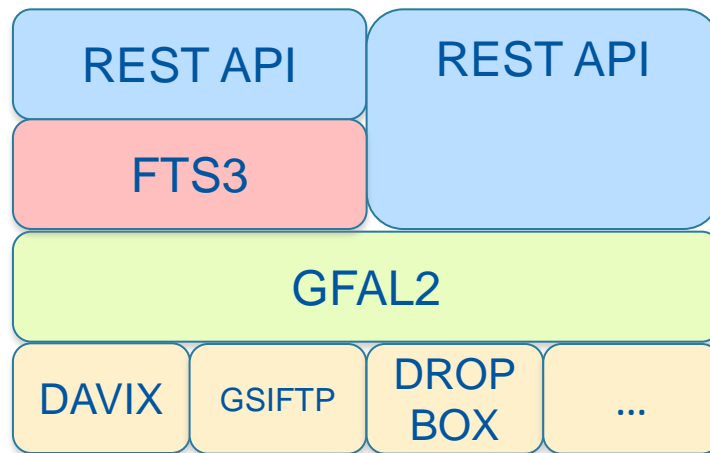 REST API
REST API
FTS3
GFAL2
DAVIX
GSIFTP
DROP
BOX
...